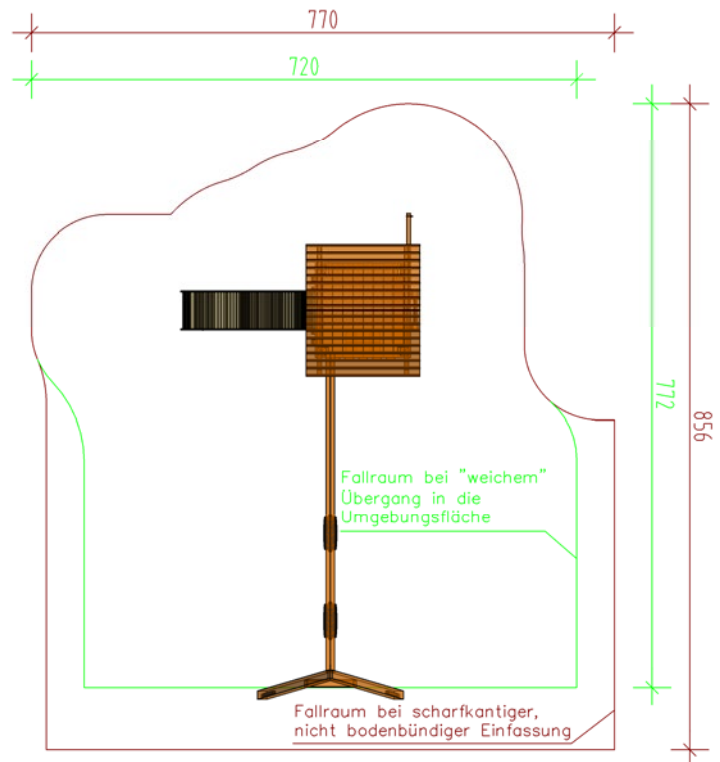 770
720
772
856
Fallraum bei "weichem"
Übergang in die
Umgebungsfläche
Fallraum bei scharfkantiger,
nicht bodenbündiger Einfassung